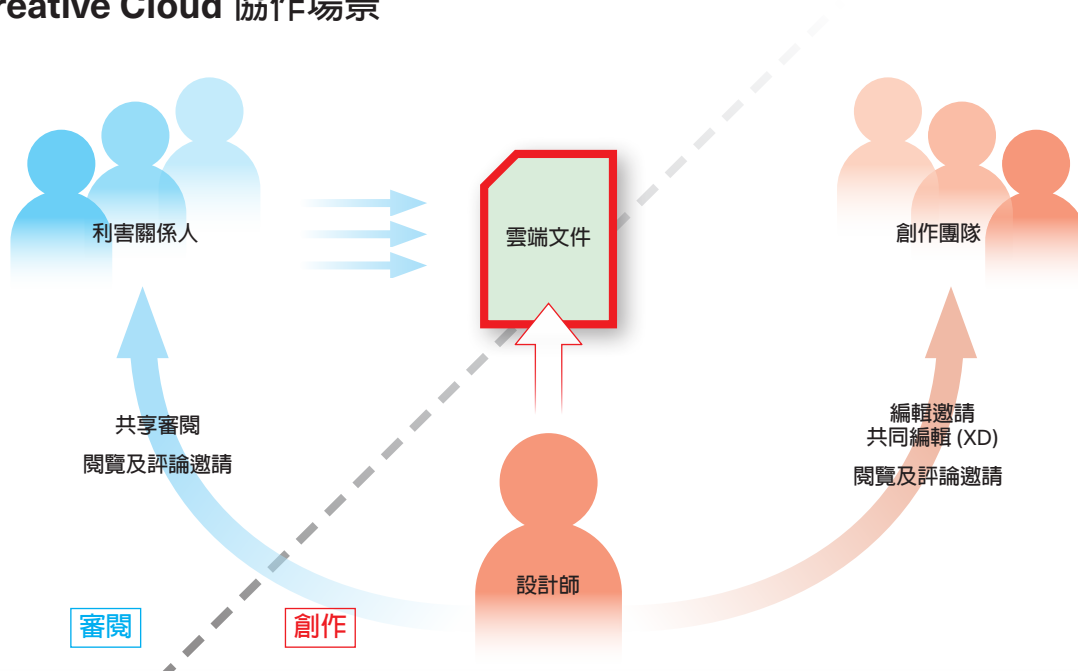 reative Cloud 協作場景
利害關係人
雲端文件
創作團隊
共享審閱
閱覽及評論邀請
編輯邀請
共同編輯 (XD)
閱覽及評論邀請
設計師
審閱
創作